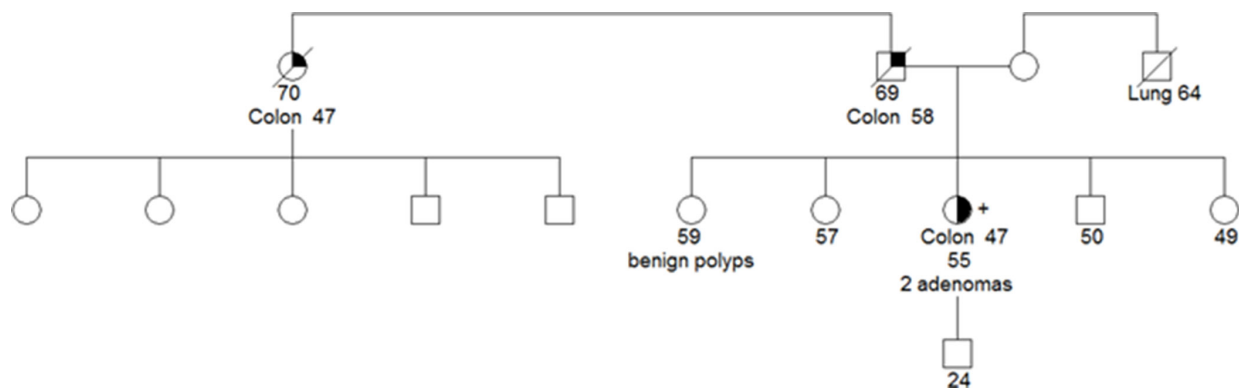 70
Colon 47
69
Colon 58
Lung 64
59
benign polyps
57
+
Colon 47
55
2 adenomas
50
49
24